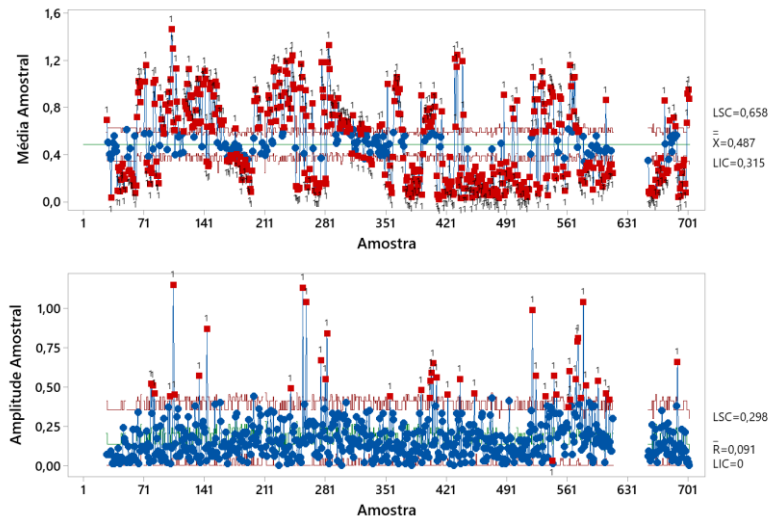 Média Amostral
1,6
1,2
0,8
0,4
0,0
LSC=0,658
X=0,487
LIC=0,315
1 71 141 211 281 351 421 491 561 631 701
Amostra
Amplitude Amostral
1,00
0,75
0,50
0,25
0,00
LSC=0,298
R=0,091
LIC=0
1 71 141 211 281 351 421 491 561 631 701
Amostra